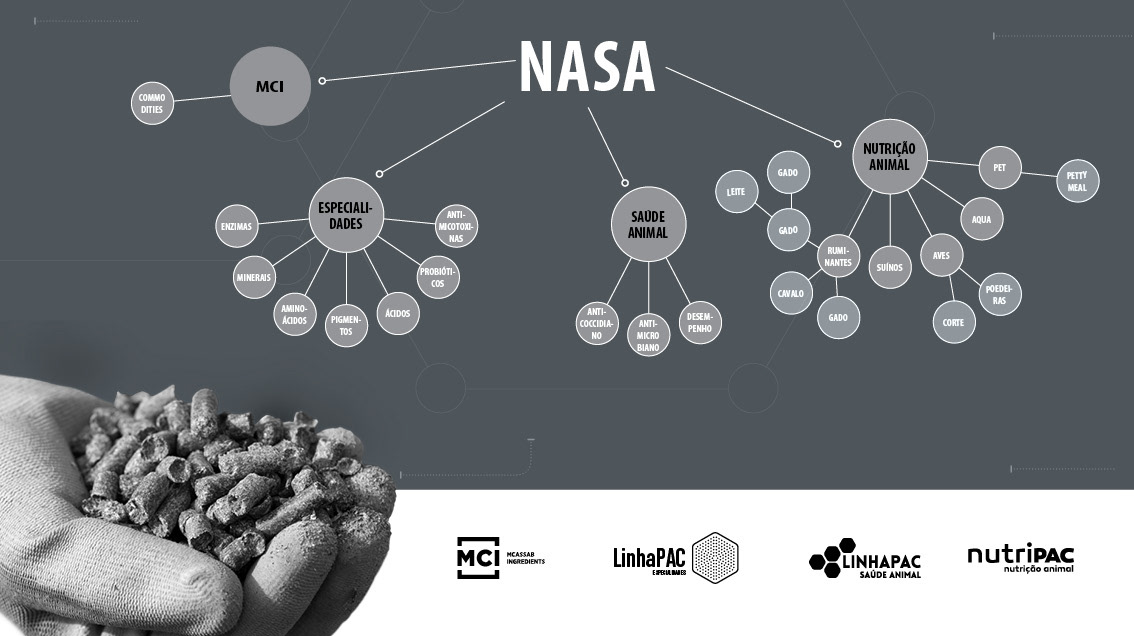 NASA
MCI
COMMO
DITIES
ESPECIALI-
DADES
ENZIMAS
MINERAIS
AMINO-
ÁCIDOS
PIGMEN-
TOS
ÁCIDOS
PROBIÓTI-
COS
ANTI-
MICOTOXI-
NAS
SAÚDE
ANIMAL
ANTI-
COCCIDIA-
NO
ANTI-
MICRO
BIANO
DESEM-
PENHO
NUTRIÇÃO
ANIMAL
PET
PETTY
MEAL
AQUA
AVES
POEDEI-
RAS
CORTE
SUÍNOS
RUMI-
NANTES
GADO
GADO
LEITE
CAVALO
GADO
MCI
MCASSAB
INGREDIENTS
LinhaPAC
ESPECIALIDADES
LINHAPAC
SAÚDE ANIMAL
nutriPAC
nutrição animal